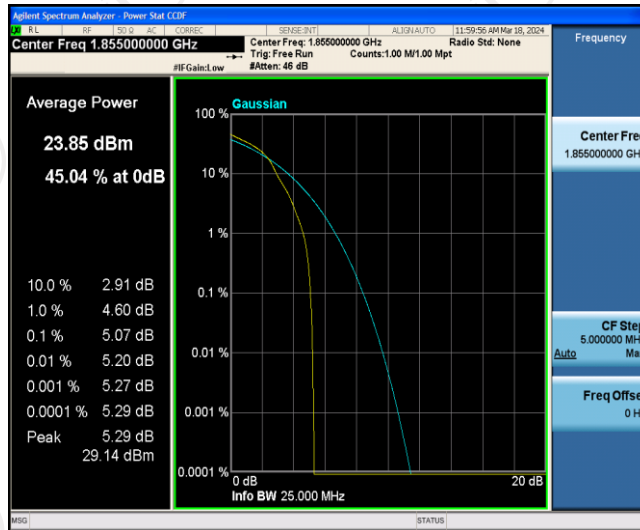 Agilent Spectrum Analyzer - Power Stat CCDF
RL RF 50 Ω AC CORREC SENSE:INT ALIGN AUTO 11:59:56 AM Mar 18, 2024
Center Freq 1.855000000 GHz
Center Freq: 1.855000000 GHz Radio Std: None
Trig: Free Run Counts:1.00 M/1.00 Mpt
#IFGain:Low #Atten: 46 dB
Frequency
Average Power
23.85 dBm
45.04 % at 0dB
10.0 % 2.91 dB
1.0 % 4.60 dB
0.1 % 5.07 dB
0.01 % 5.20 dB
0.001 % 5.27 dB
0.0001 % 5.29 dB
Peak 5.29 dB
29.14 dBm
Gaussian
100 %
10 %
1 %
0.1 %
0.01 %
0.001 %
0.0001 %
0 dB 20 dB
Info BW 25.000 MHz
Center Fre
1.855000000 GH
CF Step
5.000000 MH
Auto Ma
Freq Offse
0 H
MSG STATUS